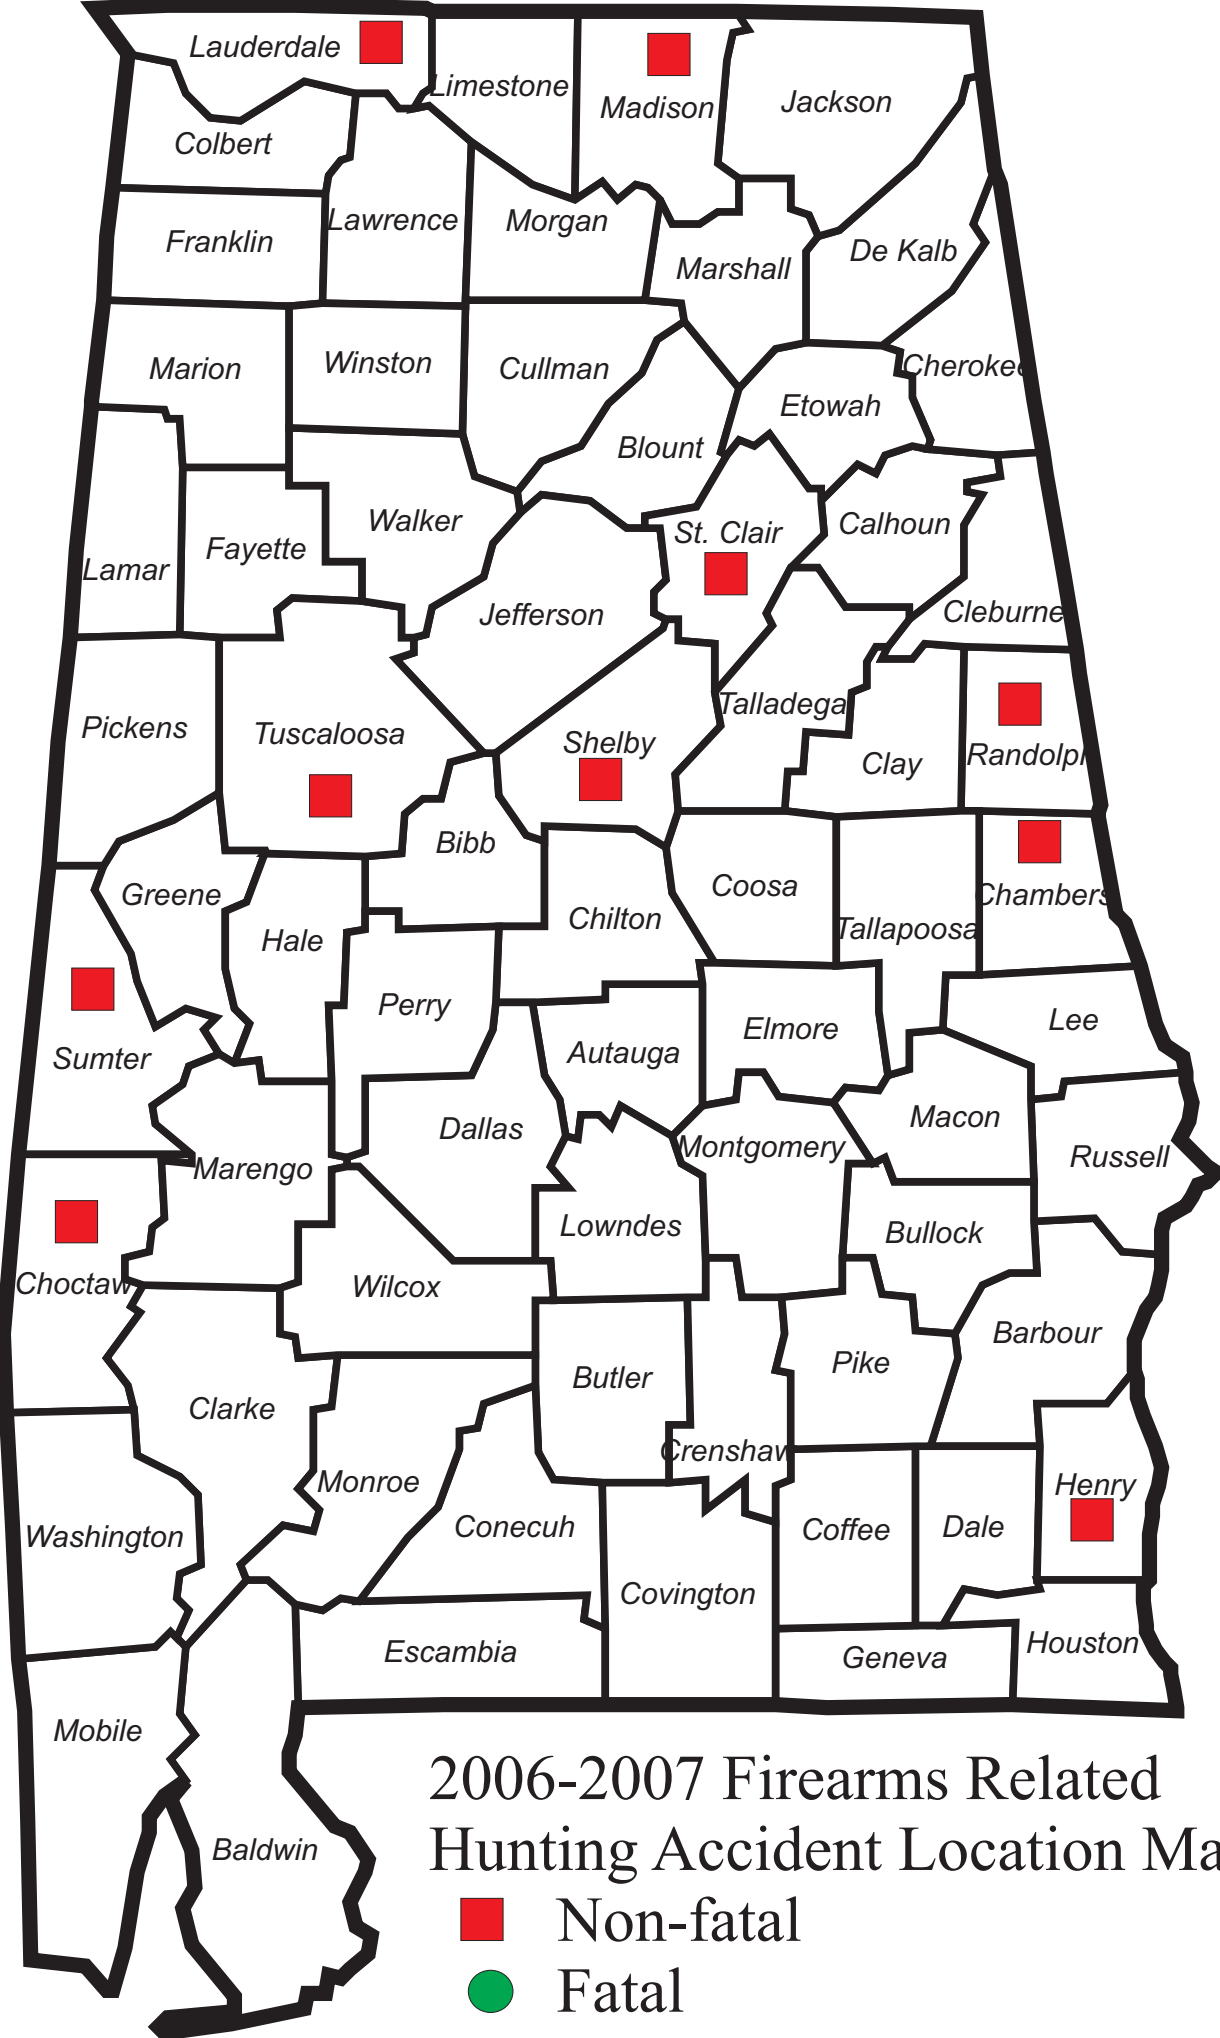 Lauderdale
Limestone
Madison
Jackson
Colbert
Lawrence
Morgan
Franklin
Marshall
De Kalb
Marion
Winston
Cullman
Cherokee
Etowah
Blount
Walker
St. Clair
Calhoun
Fayette
Lamar
Jefferson
Cleburne
Pickens
Tuscaloosa
Shelby
Talladega
Clay
Randolph
Bibb
Greene
Hale
Chilton
Coosa
Tallapoosa
Chambers
Perry
Sumter
Autauga
Elmore
Lee
Dallas
Macon
Marengo
Montgomery
Russell
Lowndes
Bullock
Choctaw
Wilcox
Barbour
Pike
Butler
Clarke
Crenshaw
Monroe
Henry
Washington
Conecuh
Coffee
Dale
Covington
Escambia
Geneva
Houston
Mobile
Baldwin
2006-2007 Firearms Related
Hunting Accident Location Ma
Non-fatal
Fatal